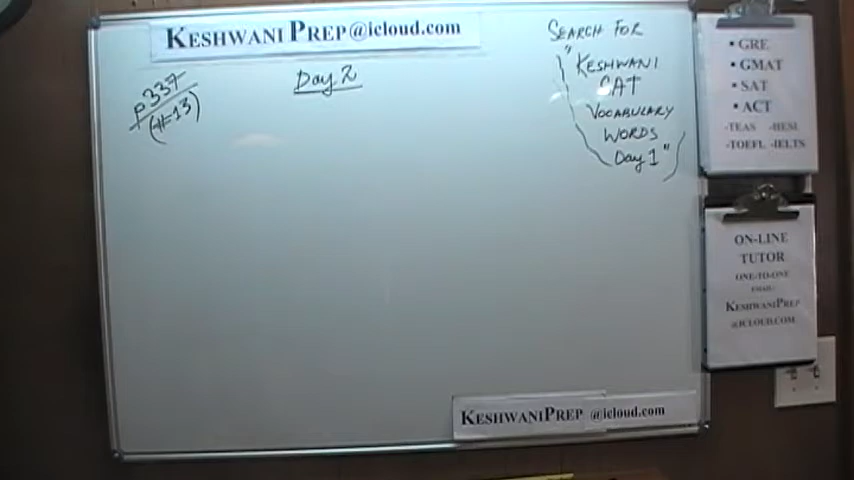 KESHWANI PREP@icloud.com
p337
(#13)
Day 2
SEARCH FOR
"KESHWANI
CAT
VOCABULARY
WORDS
Day 1"
• GRE
• GMAT
• SAT
• ACT
-TEAS -HESI
-TOEFL -IELTS
ON-LINE
TUTOR
ONE-TO-ONE
EMAIL:
KESHWANIPREP
@ICLOUD.COM
KESHWANIPREP @icloud.com